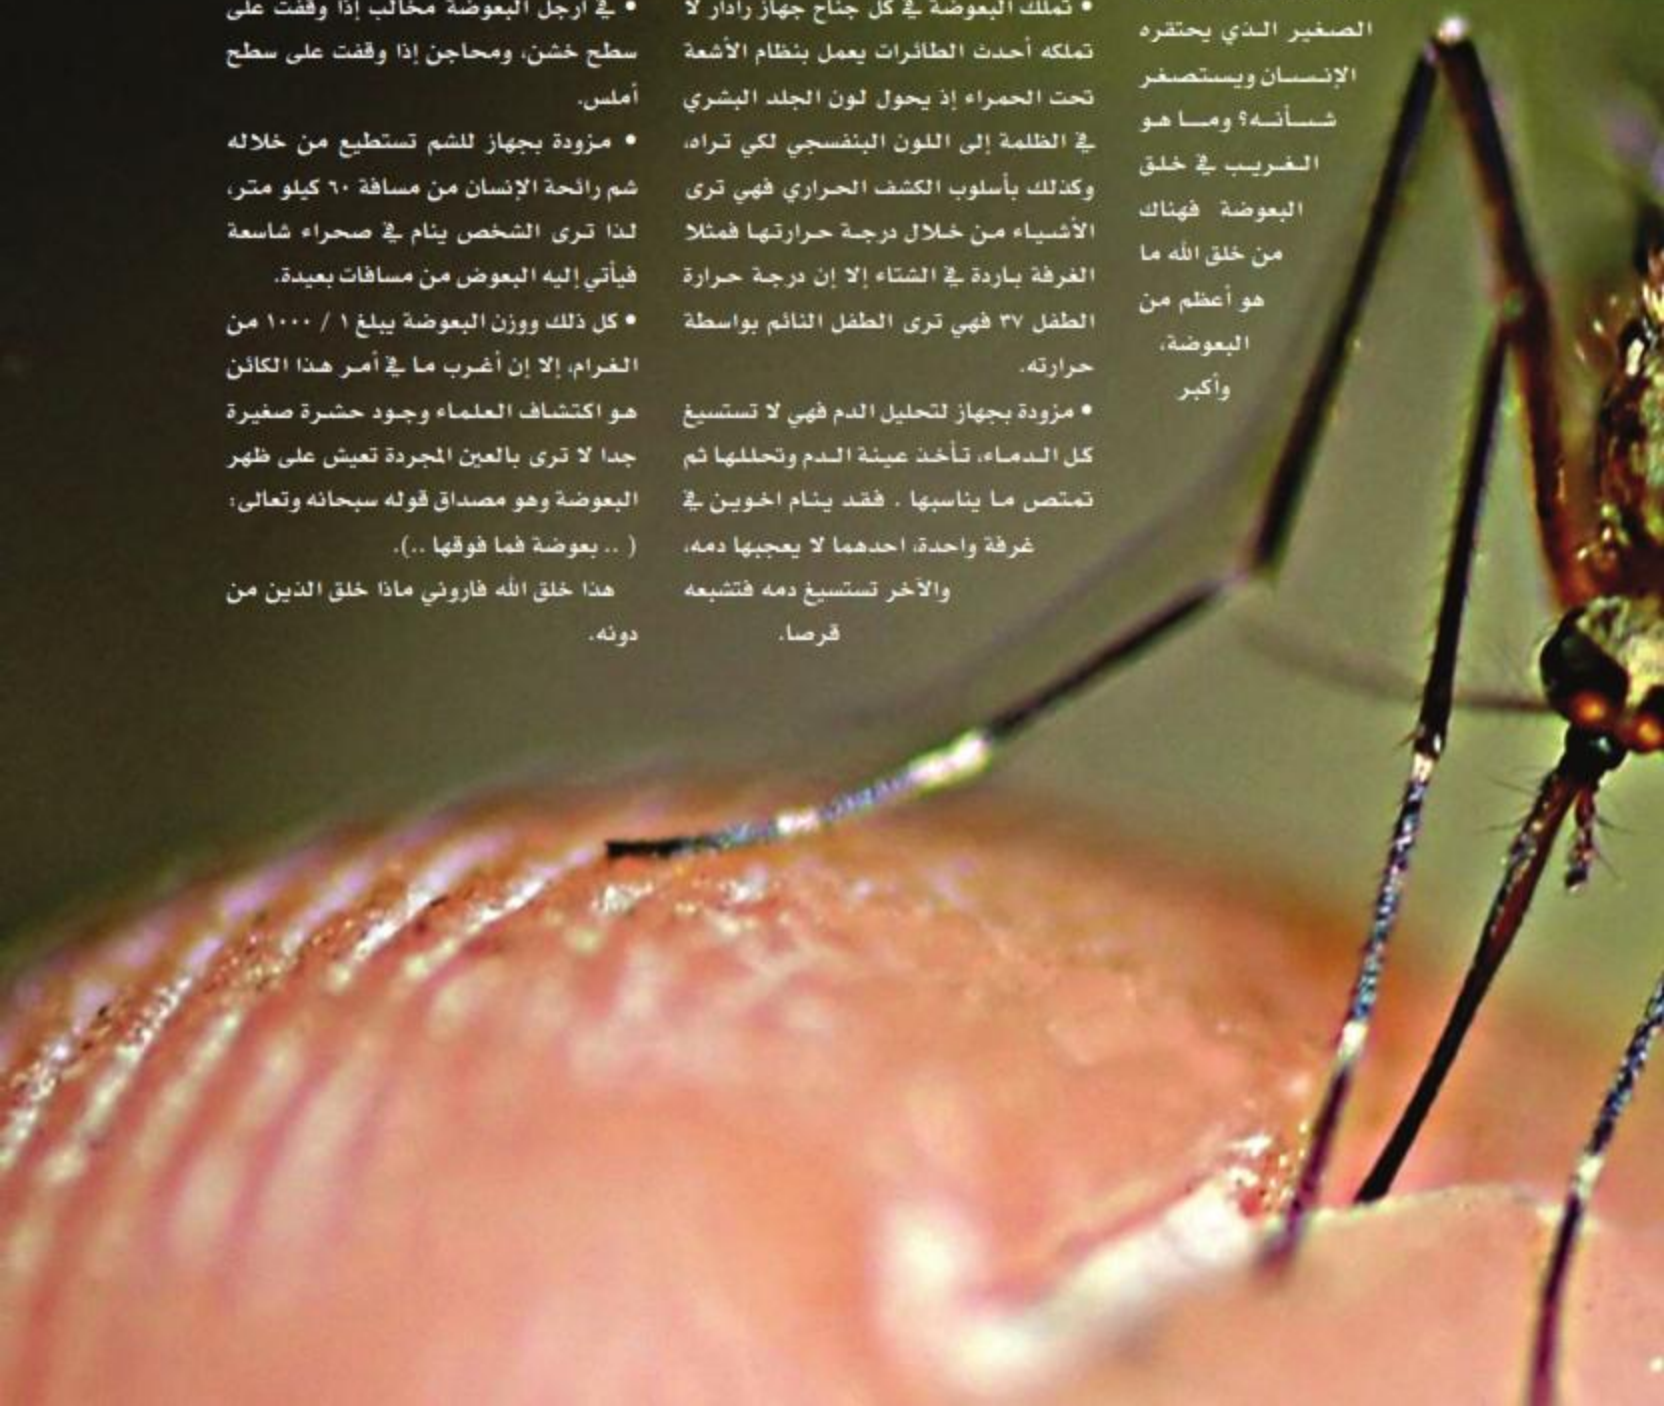 الصغير الذي يحتقره
الإنسان ويستصغر
شأنه؟ وما هو
الغريب في خلق
البعوضة فهناك
من خلق الله ما
هو أعظم من
البعوضة،
وأكبر
• تملك البعوضة في كل جناح جهاز رادار لا
تملكه أحدث الطائرات يعمل بنظام الأشعة
تحت الحمراء إذ يحول لون الجلد البشري
في الظلمة إلى اللون البنفسجي لكي تراه،
وكذلك بأسلوب الكشف الحراري فهي ترى
الأشياء من خلال درجة حرارتها فمثلا
الغرفة باردة في الشتاء إلا إن درجة حرارة
الطفل ٣٧ فهي ترى الطفل النائم بواسطة
حرارته.
• مزودة بجهاز لتحليل الدم فهي لا تستسيغ
كل الدماء، تأخذ عينة الدم وتحللها ثم
تمتص ما يناسبها . فقد ينام اخوين في
غرفة واحدة، احدهما لا يعجبها دمه،
والآخر تستسيغ دمه فتشبعه
قرصا.
• في أرجل البعوضة مخالب إذا وقفت على
سطح خشن، ومحاجن إذا وقفت على سطح
أملس.
• مزودة بجهاز للشم تستطيع من خلاله
شم رائحة الإنسان من مسافة ٦٠ كيلو متر،
لذا ترى الشخص ينام في صحراء شاسعة
فيأتي إليه البعوض من مسافات بعيدة.
• كل ذلك ووزن البعوضة يبلغ ١ / ١٠٠٠ من
الغرام، إلا إن أغرب ما في أمر هذا الكائن
هو اكتشاف العلماء وجود حشرة صغيرة
جدا لا ترى بالعين المجردة تعيش على ظهر
البعوضة وهو مصداق قوله سبحانه وتعالى:
( .. بعوضة فما فوقها ..).
هذا خلق الله فاروني ماذا خلق الذين من
دونه.